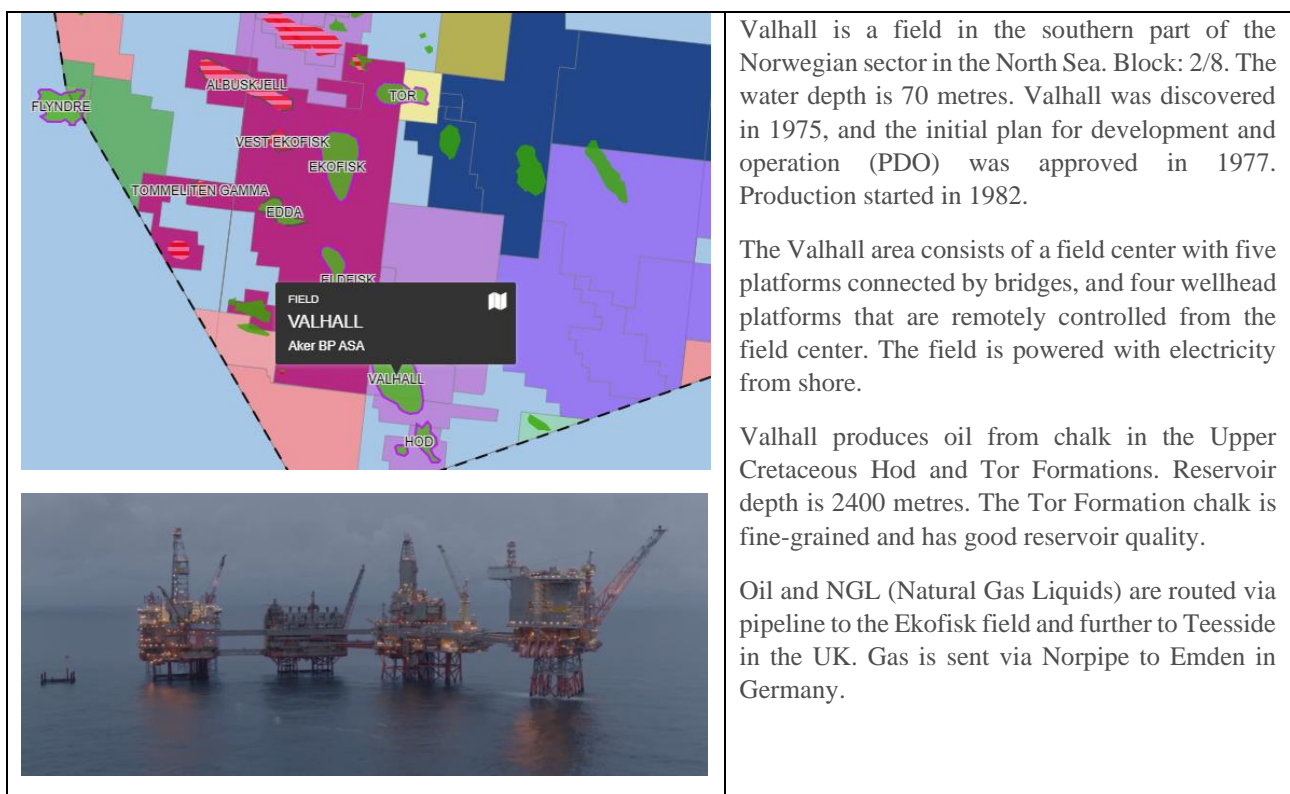 FLYNDRE
ALBUSKJELL
TOR
VEST EKOFISK
EKOFISK
TOMMELITEN GAMMA
EDDA
ELDFISK
FIELD
VALHALL
Aker BP ASA
VALHALL
HOD
Valhall is a field in the southern part of the
Norwegian sector in the North Sea. Block: 2/8. The
water depth is 70 metres. Valhall was discovered
in 1975, and the initial plan for development and
operation (PDO) was approved in 1977.
Production started in 1982.
The Valhall area consists of a field center with five
platforms connected by bridges, and four wellhead
platforms that are remotely controlled from the
field center. The field is powered with electricity
from shore.
Valhall produces oil from chalk in the Upper
Cretaceous Hod and Tor Formations. Reservoir
depth is 2400 metres. The Tor Formation chalk is
fine-grained and has good reservoir quality.
Oil and NGL (Natural Gas Liquids) are routed via
pipeline to the Ekofisk field and further to Teesside
in the UK. Gas is sent via Norpipe to Emden in
Germany.